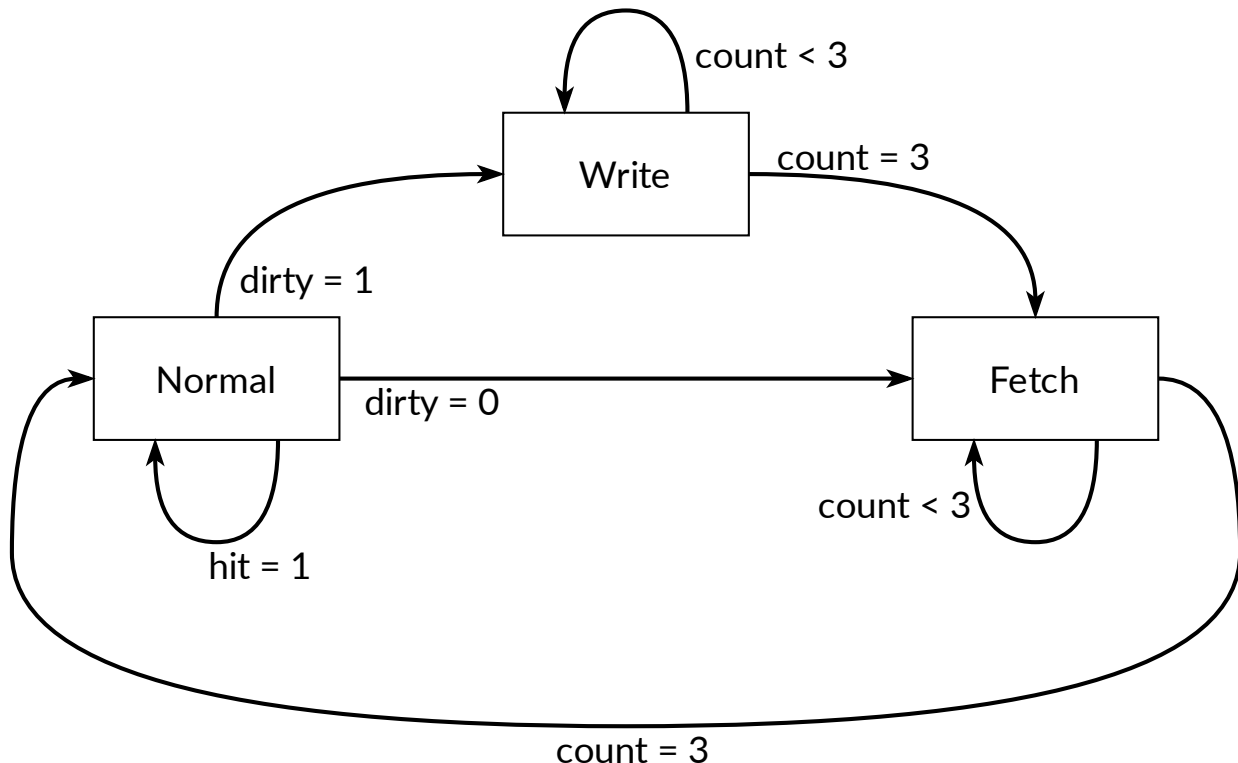 count < 3
count = 3
Write
dirty = 1
Normal
Fetch
dirty = 0
count < 3
hit = 1
count = 3